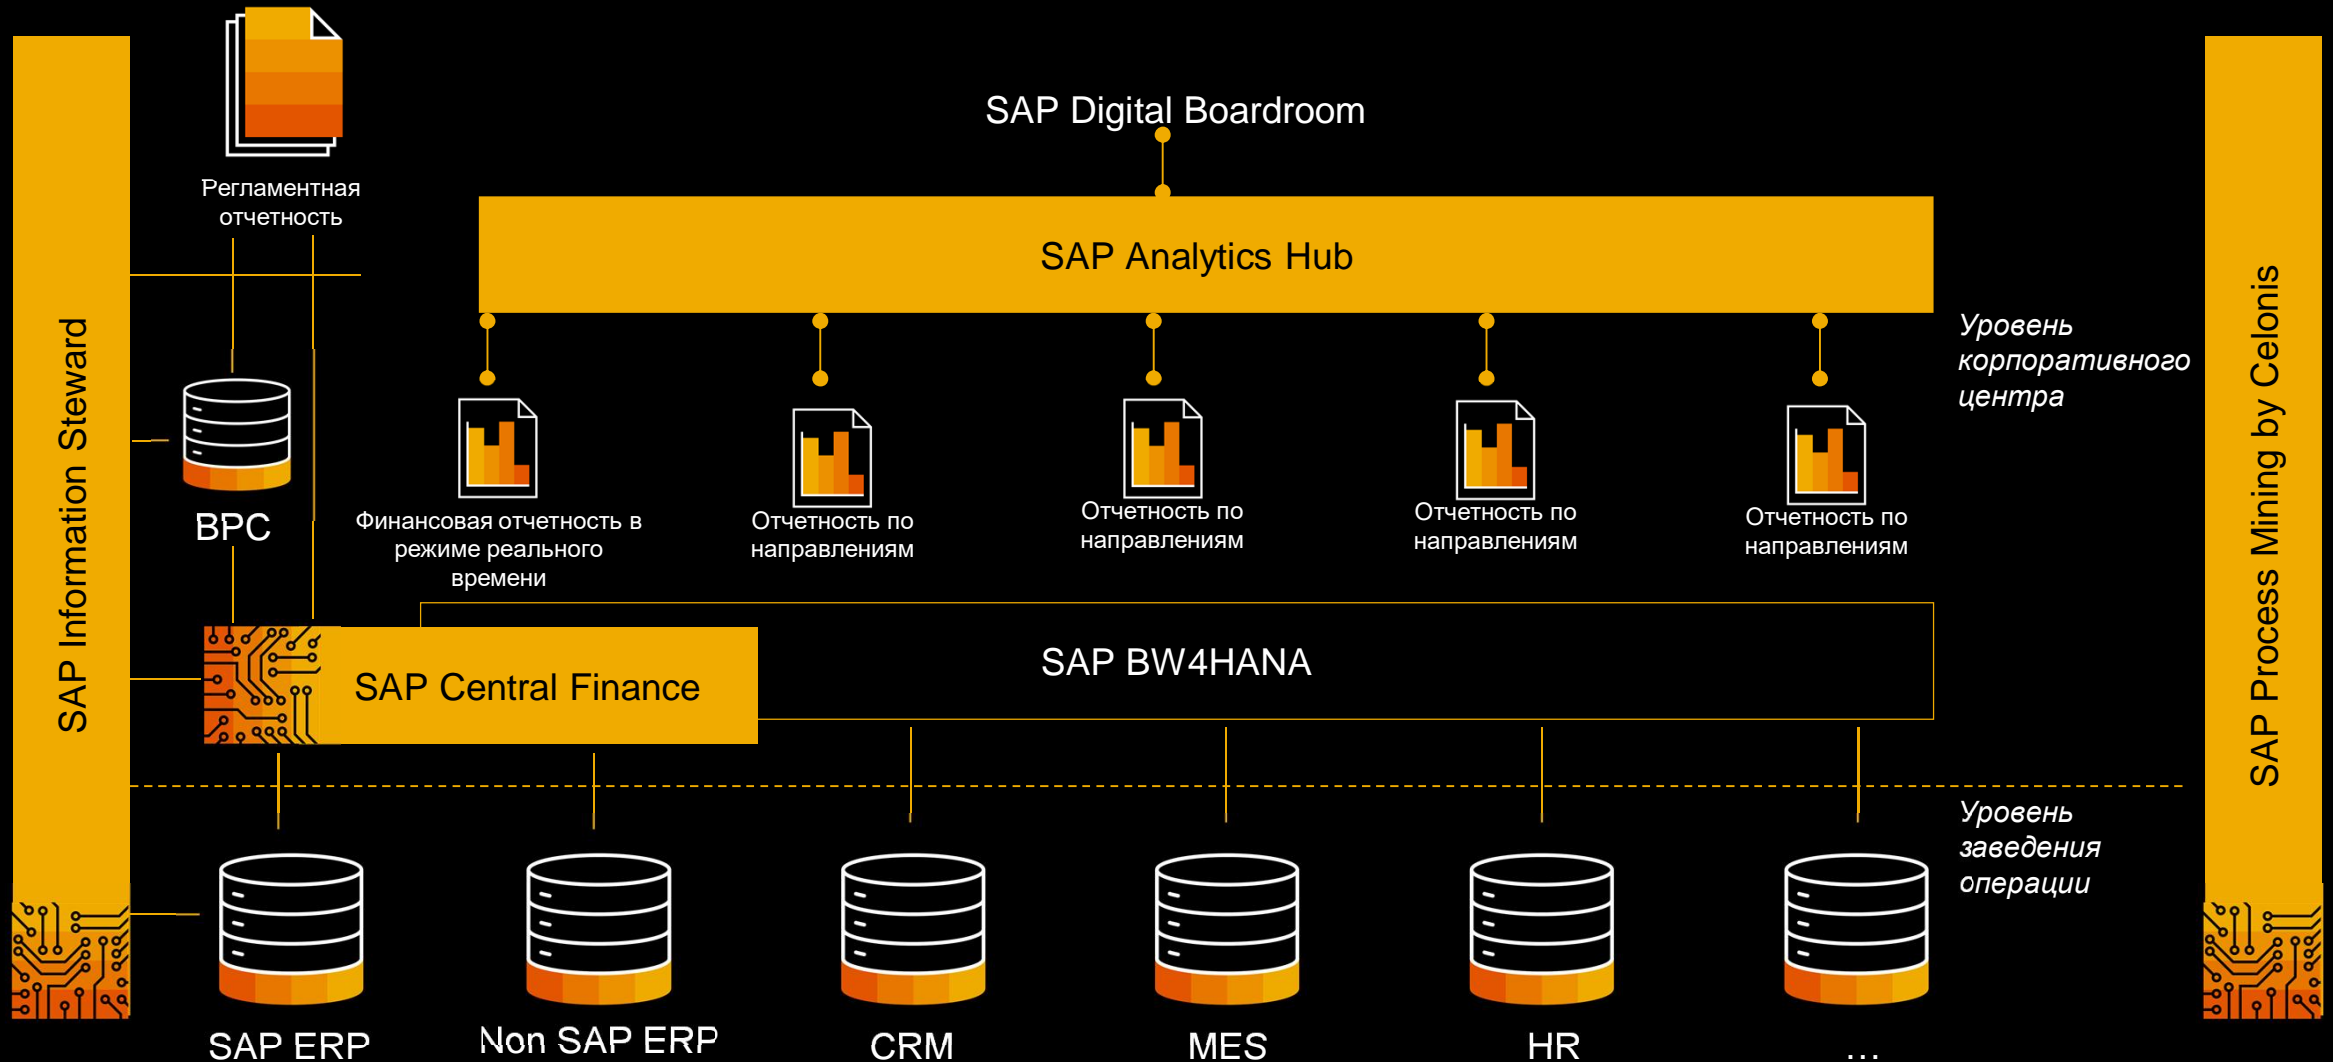 SAP Digital Boardroom
Регламентная
отчетность
SAP Analytics Hub
Уровень
корпоративного
центра
SAP Information Steward
SAP Process Mining by Celonis
BPC
Финансовая отчетность в
режиме реального
времени
Отчетность по
направлениям
Отчетность по
направлениям
Отчетность по
направлениям
Отчетность по
направлениям
SAP Central Finance
SAP BW4HANA
Уровень
заведения
операции
SAP ERP
Non SAP ERP
CRM
MES
HR
...